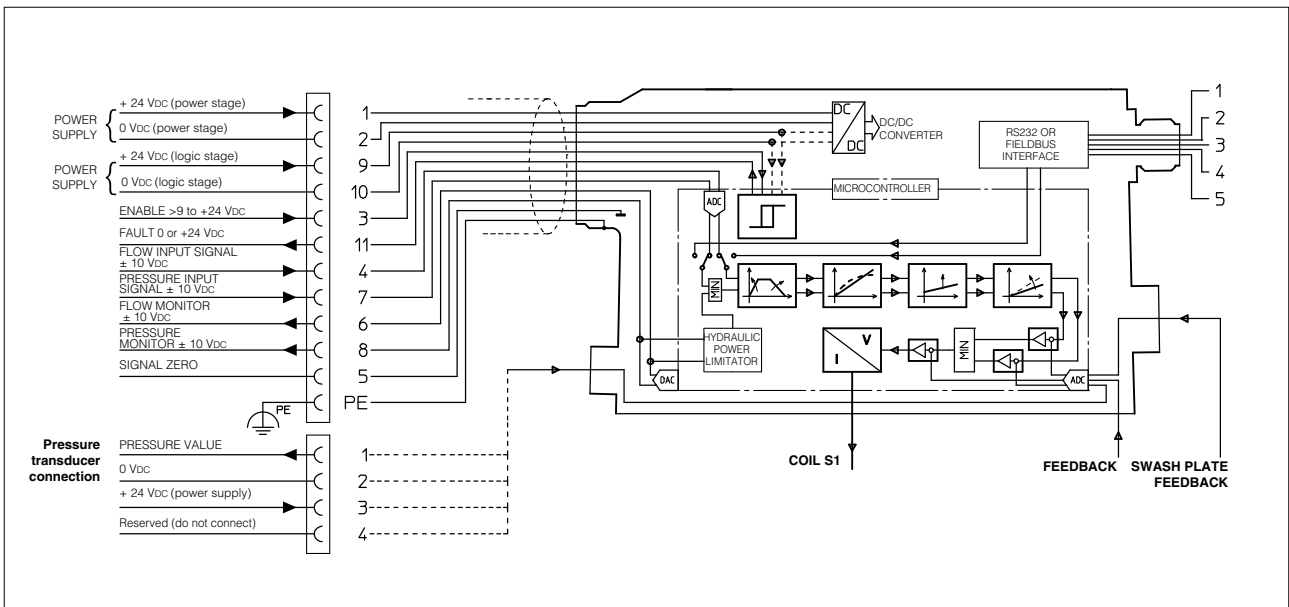 POWER
SUPPLY
+ 24 VDC (power stage)
1
0 VDC (power stage)
2
POWER
SUPPLY
+ 24 VDC (logic stage)
9
0 VDC (logic stage)
10
ENABLE >9 to +24 VDC
3
FAULT 0 or +24 VDC
11
FLOW INPUT SIGNAL
± 10 VDC
4
PRESSURE INPUT
SIGNAL ± 10 VDC
7
FLOW MONITOR
± 10 VDC
6
PRESSURE
MONITOR ± 10 VDC
8
SIGNAL ZERO
5
PE
PE
Pressure
transducer
connection
PRESSURE VALUE
1
0 VDC
2
+ 24 VDC (power supply)
3
Reserved (do not connect)
4
DC
DC
DC/DC
CONVERTER
RS232 OR
FIELDBUS
INTERFACE
1
2
3
4
5
MICROCONTROLLER
ADC
MIN
HYDRAULIC
POWER
LIMITATOR
DAC
V
I
MIN
ADC
COIL S1
FEEDBACK
SWASH PLATE
FEEDBACK